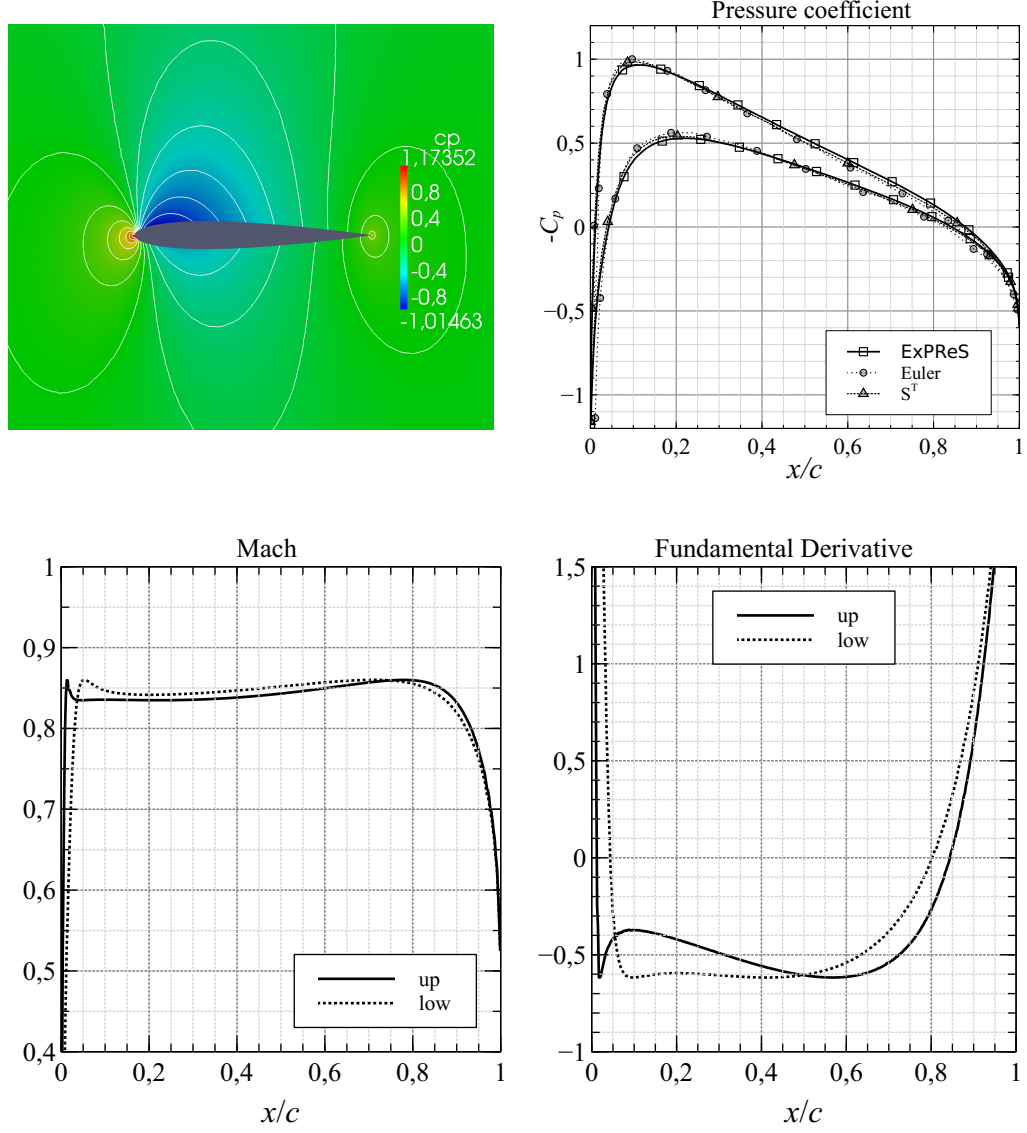 cp
1,17352
0,8
0,4
0
-0,4
-0,8
-1,01463
Pressure coefficient
-Cp
1
0,5
0
−0,5
−1
0
0,2
0,4
0,6
0,8
1
x/c
ExPReS
Euler
S^T
Mach
1
0,9
0,8
0,7
0,6
0,5
0,4
0
0,2
0,4
0,6
0,8
1
x/c
up
low
Fundamental Derivative
1,5
1
0,5
0
−0,5
−1
0
0,2
0,4
0,6
0,8
1
x/c
up
low